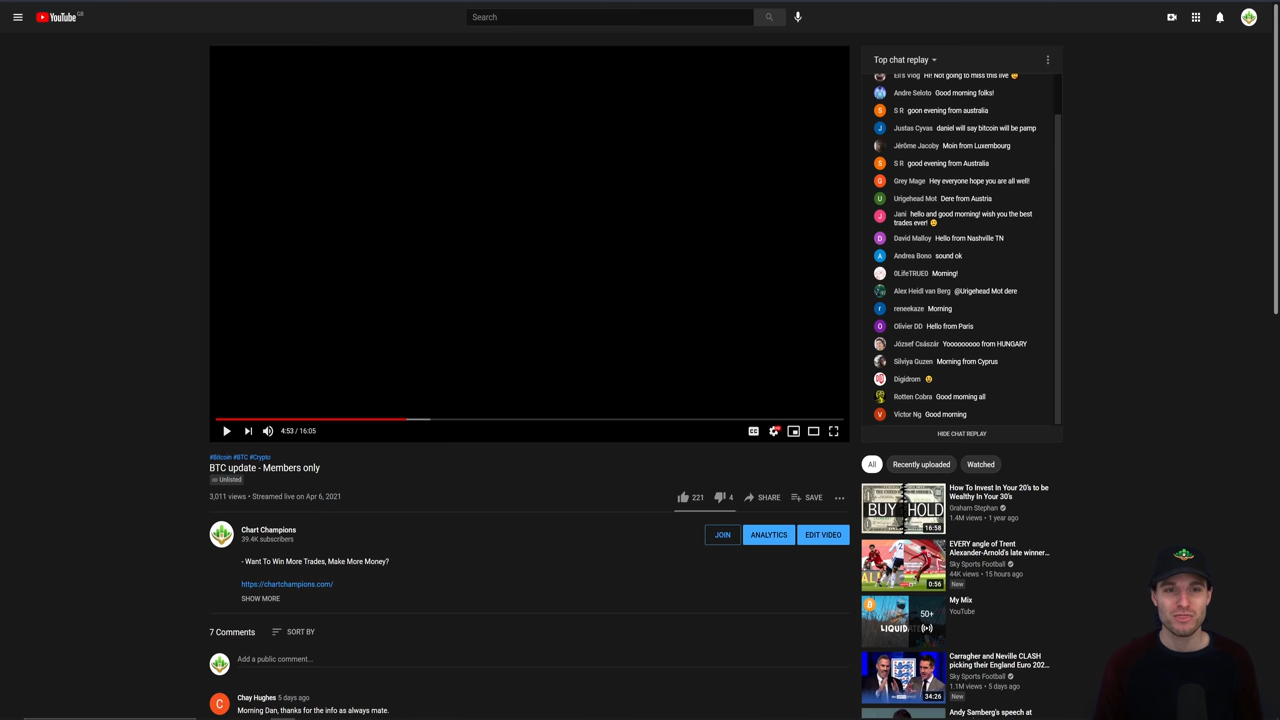 YouTube GB
Search
Top chat replay
Eli's Vlog Hi! Not going to miss this live
Andre Seloto Good morning folks!
S R goon evening from australia
Justas Cyvas daniel will say bitcoin will be pamp
Jérôme Jacoby Moin from Luxembourg
S R good evening from Australia
Grey Mage Hey everyone hope you are all well!
Urigehead Mot Dere from Austria
Jani hello and good morning! wish you the best
trades ever!
David Malloy Hello from Nashville TN
Andrea Bono sound ok
0LifeTRUE0 Morning!
Alex Heidl van Berg @Urigehead Mot dere
reneekaze Morning
Olivier DD Hello from Paris
József Császár Yooooooooo from HUNGARY
Silviya Guzen Morning from Cyprus
Digidrom
Rotten Cobra Good morning all
Victor Ng Good morning
HIDE CHAT REPLAY
4:53 / 16:05
#Bitcoin #BTC #Crypto
BTC update - Members only
Unlisted
3,011 views • Streamed live on Apr 6, 2021
221
4
SHARE
SAVE
Chart Champions
39.4K subscribers
JOIN
ANALYTICS
EDIT VIDEO
- Want To Win More Trades, Make More Money?
https://chartchampions.com/
SHOW MORE
7 Comments
SORT BY
Add a public comment...
Chay Hughes 5 days ago
Morning Dan, thanks for the info as always mate.
All
Recently uploaded
Watched
BUY HOLD
16:58
How To Invest In Your 20's to be
Wealthy In Your 30's
Graham Stephan
1.4M views • 1 year ago
0:56
EVERY angle of Trent
Alexander-Arnold's late winner...
Sky Sports Football
44K views • 15 hours ago
New
50+
My Mix
YouTube
34:26
Carragher and Neville CLASH
picking their England Euro 202...
Sky Sports Football
1.1M views • 5 days ago
New
Andy Samberg's speech at